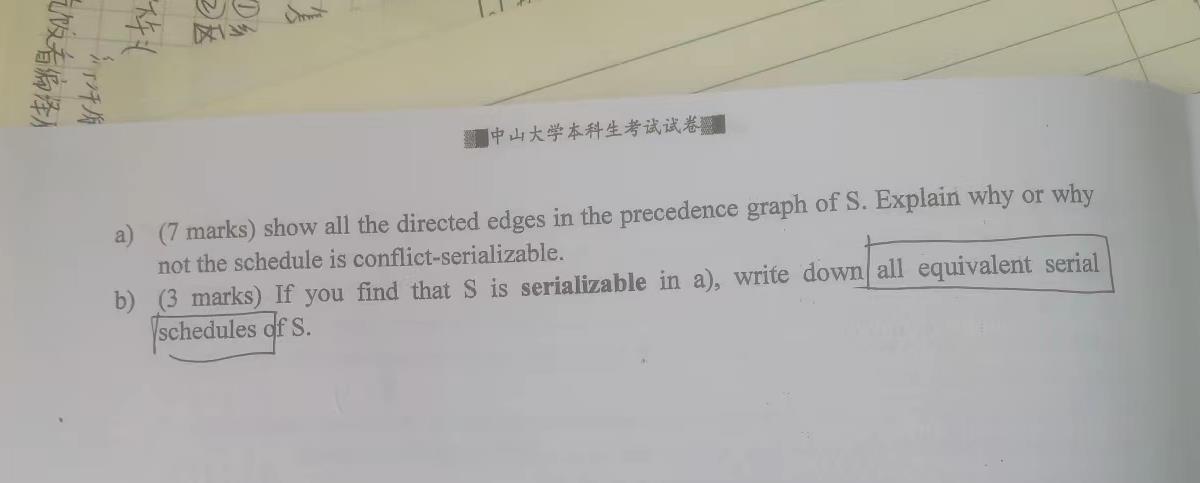 中山大学本科生考试试卷
a) (7 marks) show all the directed edges in the precedence graph of S. Explain why or why
not the schedule is conflict-serializable.
b) (3 marks) If you find that S is serializable in a), write down all equivalent serial
schedules of S.